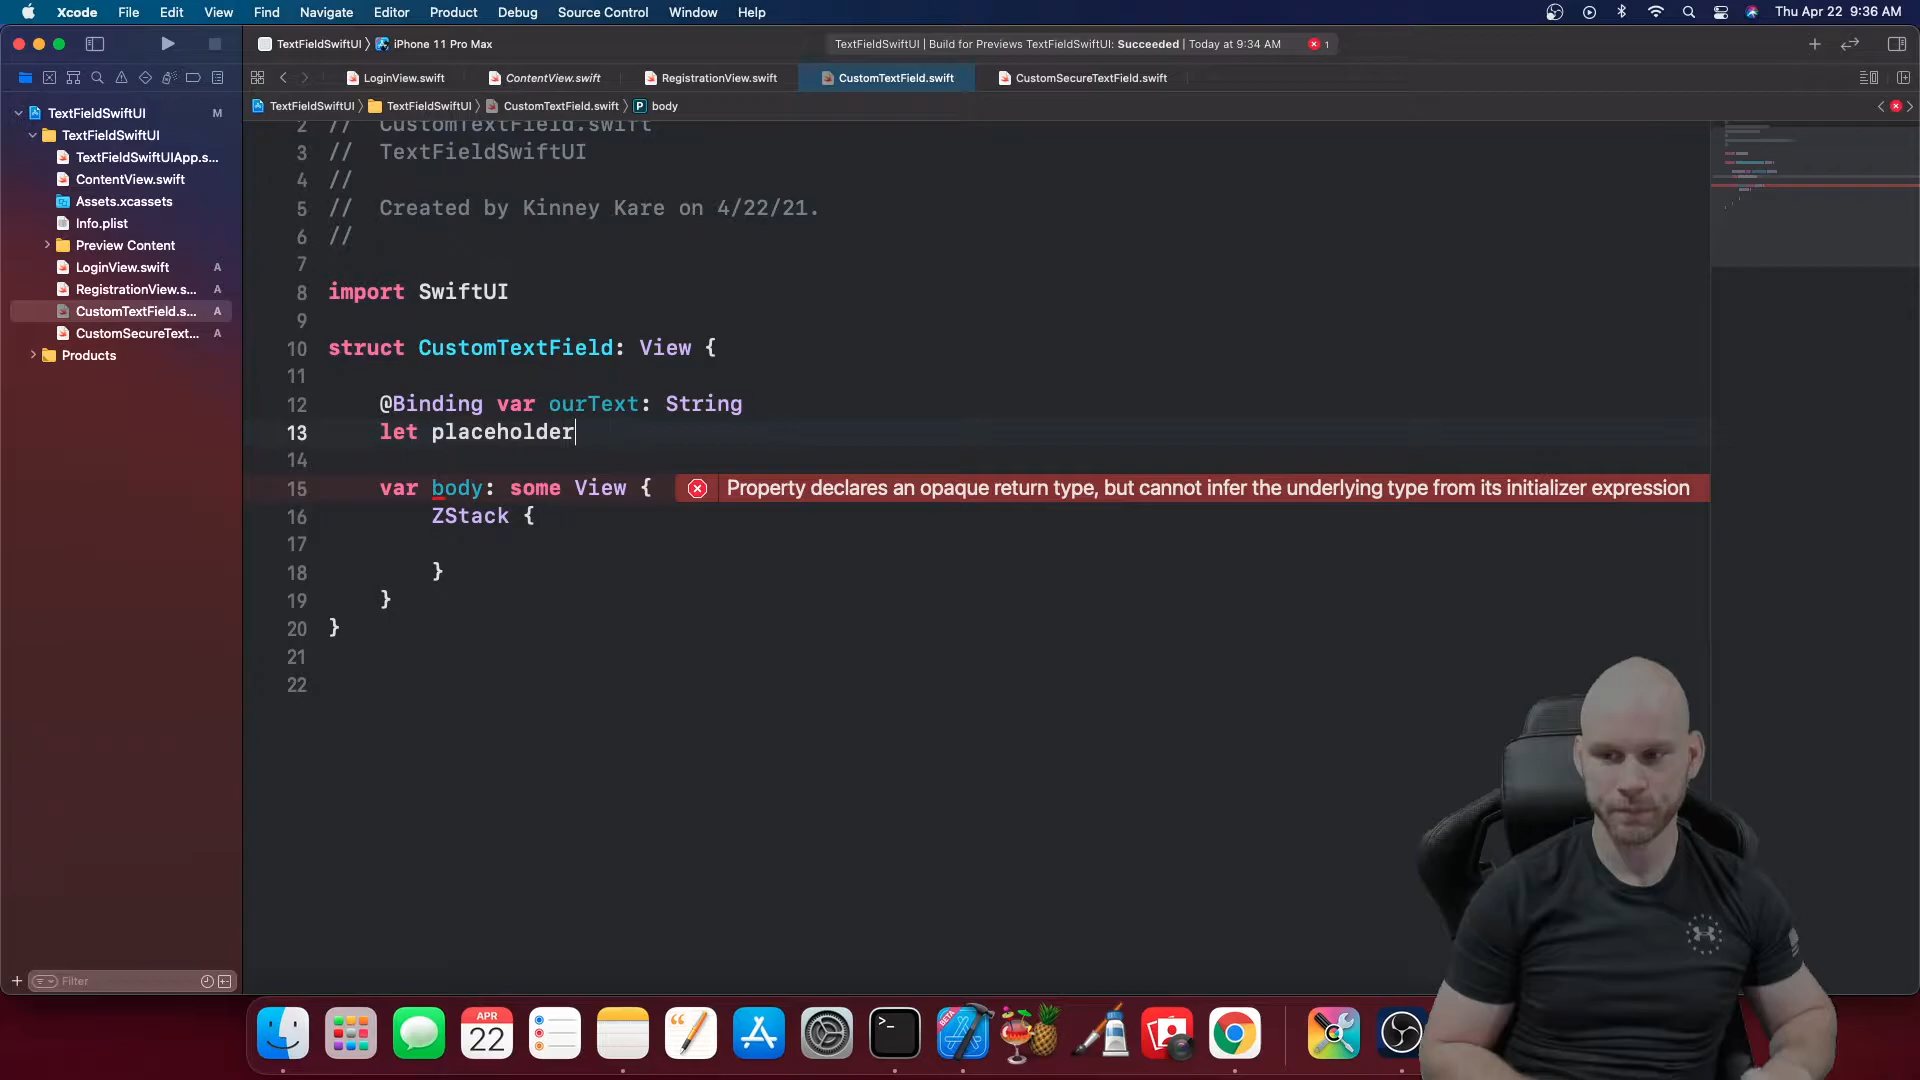 Xcode File Edit View Find Navigate Editor Product Debug Source Control Window Help Thu Apr 22 9:36 AM
TextFieldSwiftUI iPhone 11 Pro Max TextFieldSwiftUI | Build for Previews TextFieldSwiftUI: Succeeded | Today at 9:34 AM 1
LoginView.swift ContentView.swift RegistrationView.swift CustomTextField.swift CustomSecureTextField.swift
TextFieldSwiftUI TextFieldSwiftUI CustomTextField.swift P body
TextFieldSwiftUI M
TextFieldSwiftUI
TextFieldSwiftUIApp.s...
ContentView.swift
Assets.xcassets
Info.plist
Preview Content
LoginView.swift A
RegistrationView.s... A
CustomTextField.s... A
CustomSecureText... A
Products
Filter
2 // CustomTextField.swift
3 // TextFieldSwiftUI
4 //
5 // Created by Kinney Kare on 4/22/21.
6 //
7
8 import SwiftUI
9
10 struct CustomTextField: View {
11
12 @Binding var ourText: String
13 let placeholder
14
15 var body: some View { Property declares an opaque return type, but cannot infer the underlying type from its initializer expression
16 ZStack {
17
18 }
19 }
20 }
21
22
APR
22
BETA